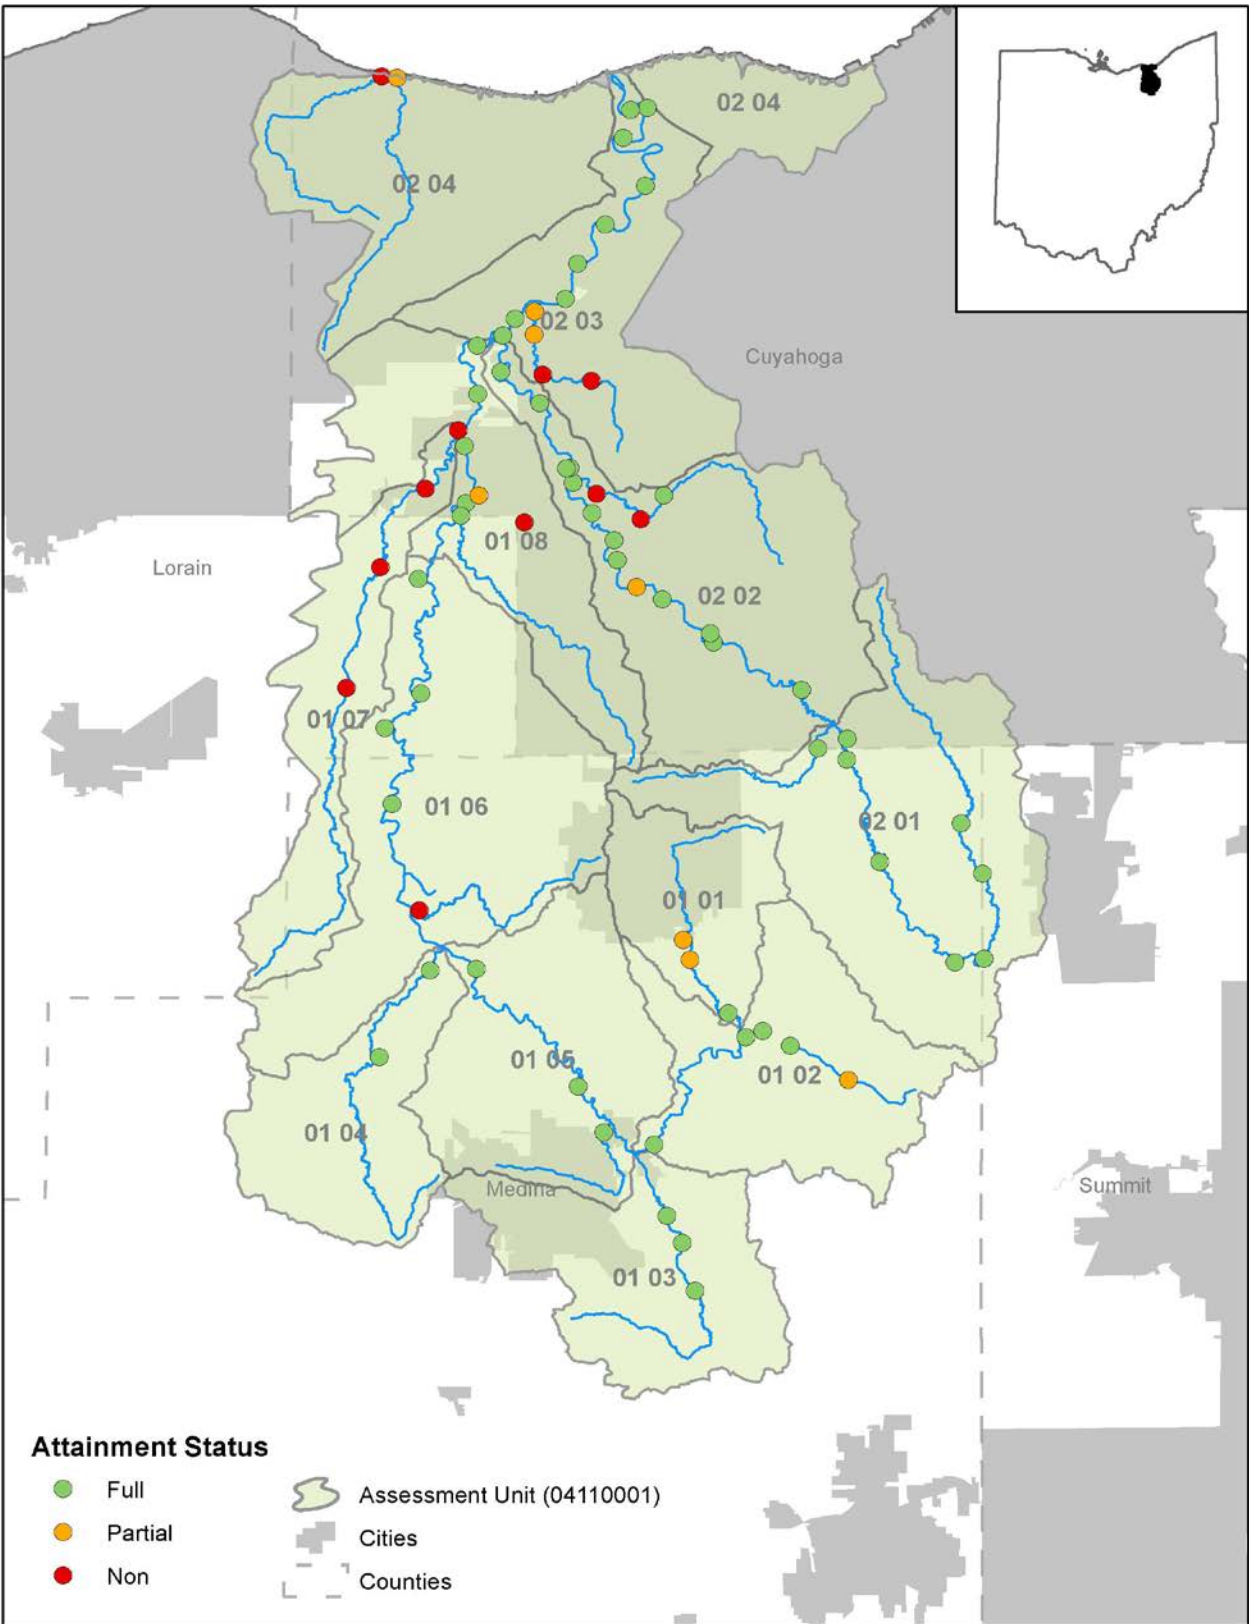 02 04
02 04
02 03
Cuyahoga
01 08
Lorain
02 02
01 07
01 06
02 01
01 01
01 05
01 02
01 04
Medina
Summit
01 03
Attainment Status
Full
Partial
Non
Assessment Unit (04110001)
Cities
Counties